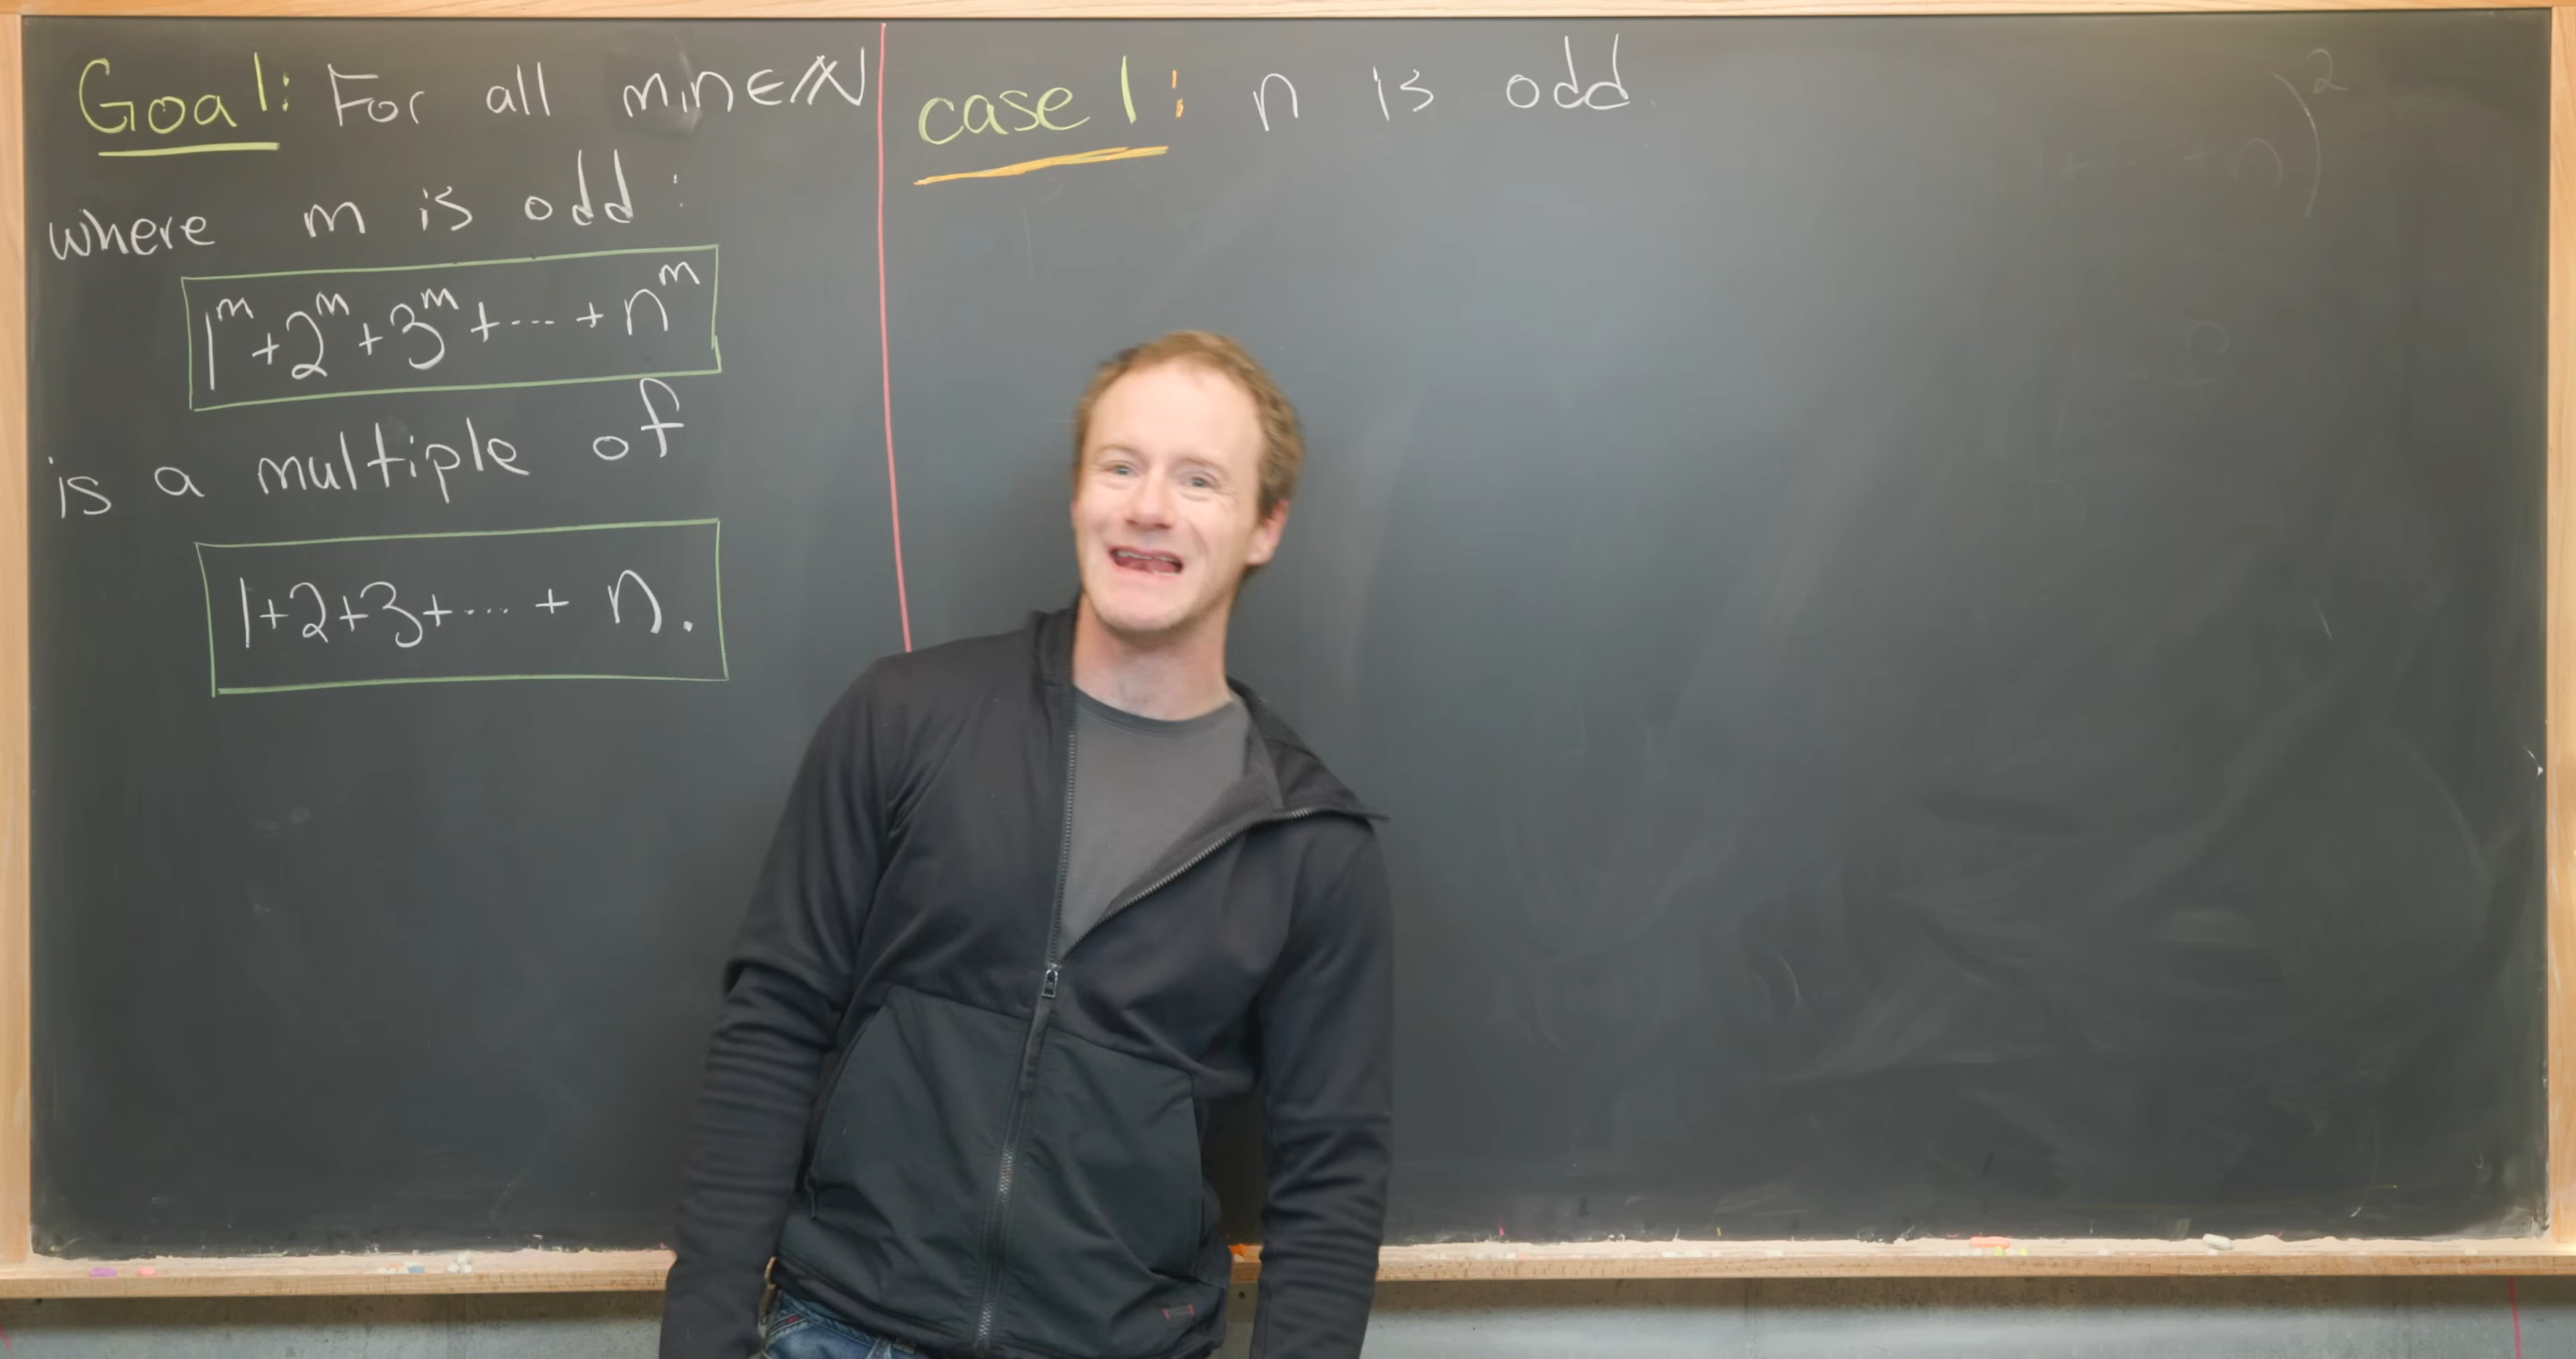 Goal: For all m,n∈ℕ
where m is odd:
1^m+2^m+3^m+···+n^m
is a multiple of
1+2+3+···+n.
case 1: n is odd